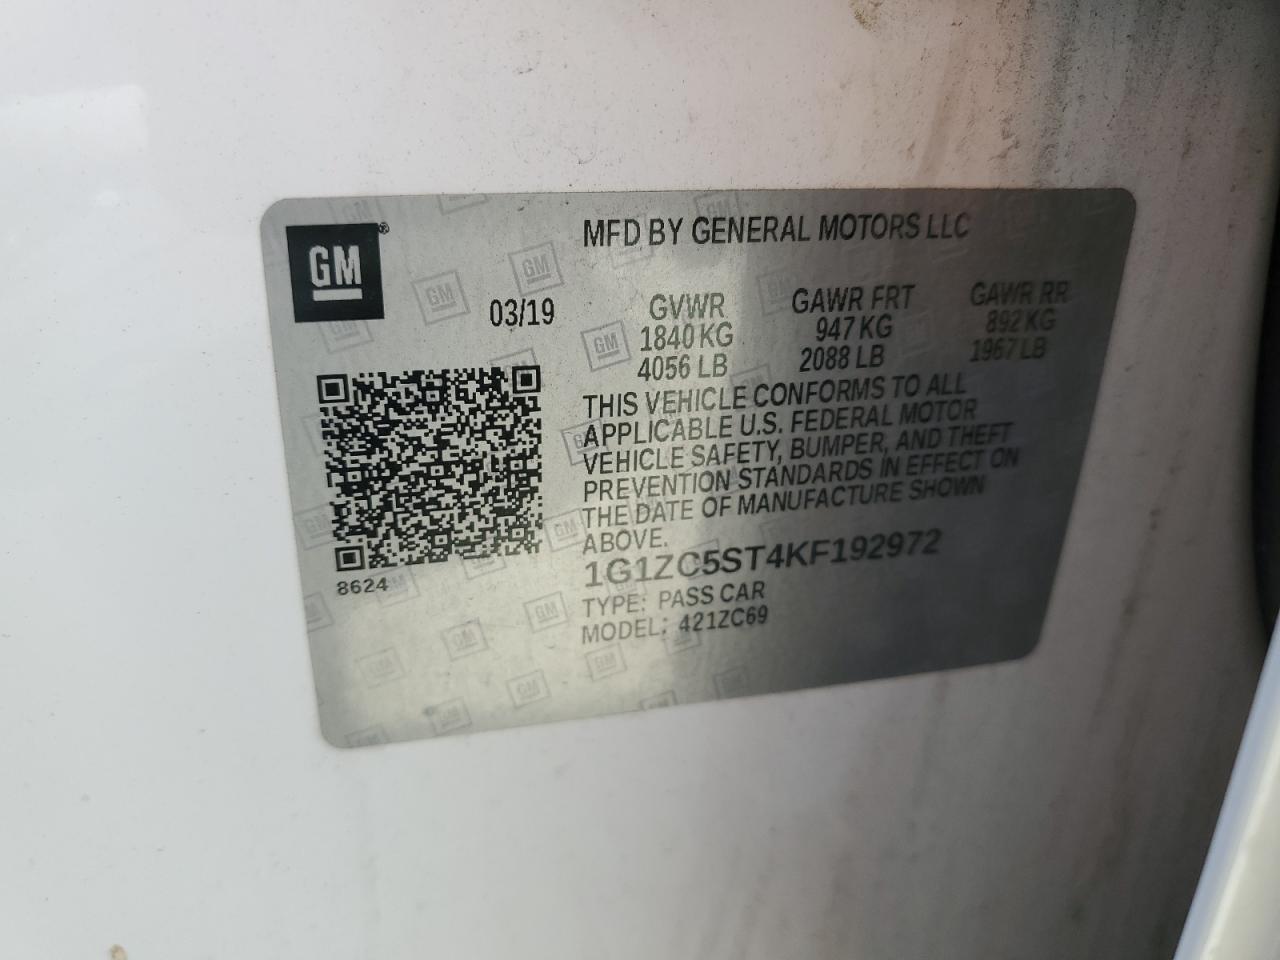 GM®
MFD BY GENERAL MOTORS LLC
03/19
GVWR GAWR FRT GAWR RR
1840 KG 947 KG 892 KG
4056 LB 2088 LB 1967 LB
THIS VEHICLE CONFORMS TO ALL
APPLICABLE U.S. FEDERAL MOTOR
VEHICLE SAFETY, BUMPER, AND THEFT
PREVENTION STANDARDS IN EFFECT ON
THE DATE OF MANUFACTURE SHOWN
ABOVE.
1G1ZC5ST4KF192972
TYPE: PASS CAR
MODEL: 421ZC69
8624